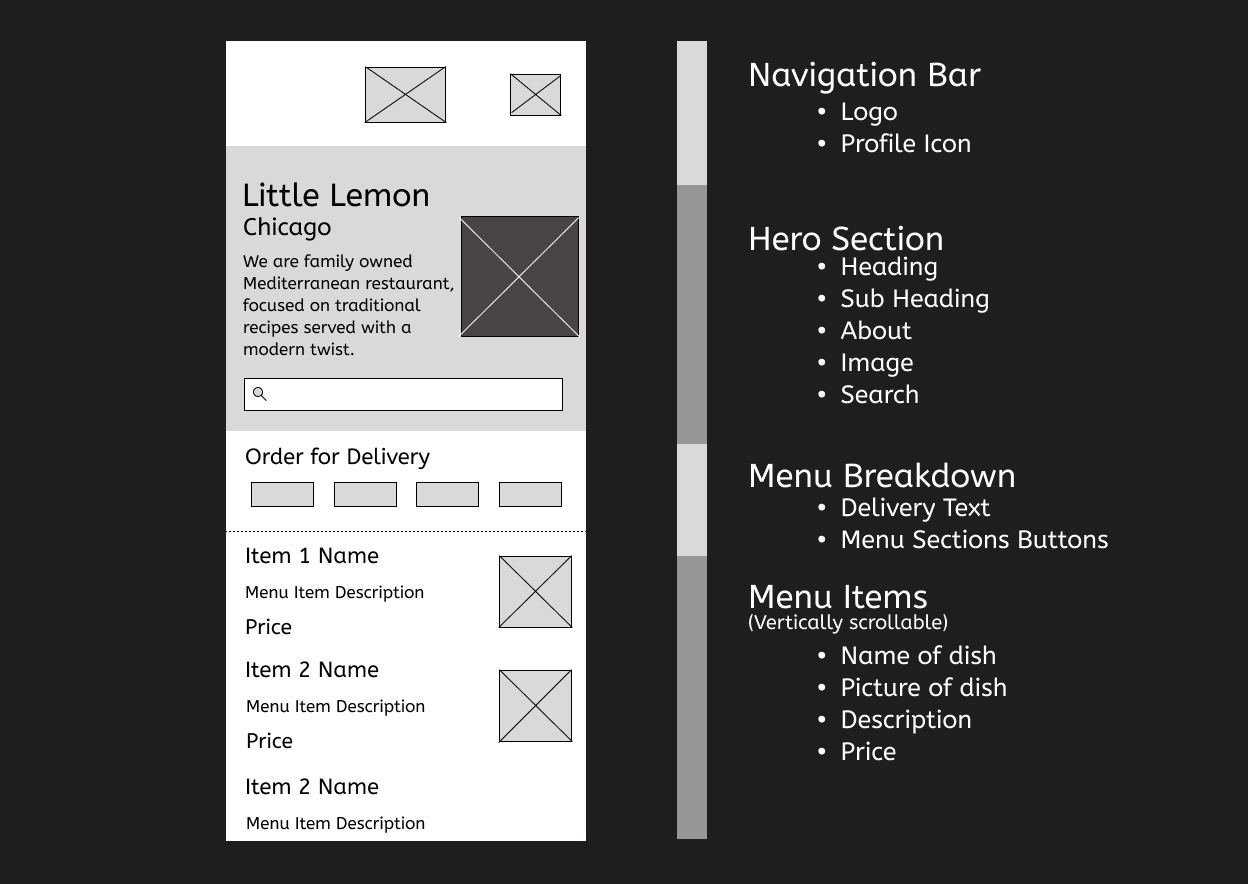 Little Lemon
Chicago
We are family owned
Mediterranean restaurant,
focused on traditional
recipes served with a
modern twist.
Order for Delivery
Item 1 Name
Menu Item Description
Price
Item 2 Name
Menu Item Description
Price
Item 2 Name
Menu Item Description
Navigation Bar
• Logo
• Profile Icon
Hero Section
• Heading
• Sub Heading
• About
• Image
• Search
Menu Breakdown
• Delivery Text
• Menu Sections Buttons
Menu Items
(Vertically scrollable)
• Name of dish
• Picture of dish
• Description
• Price